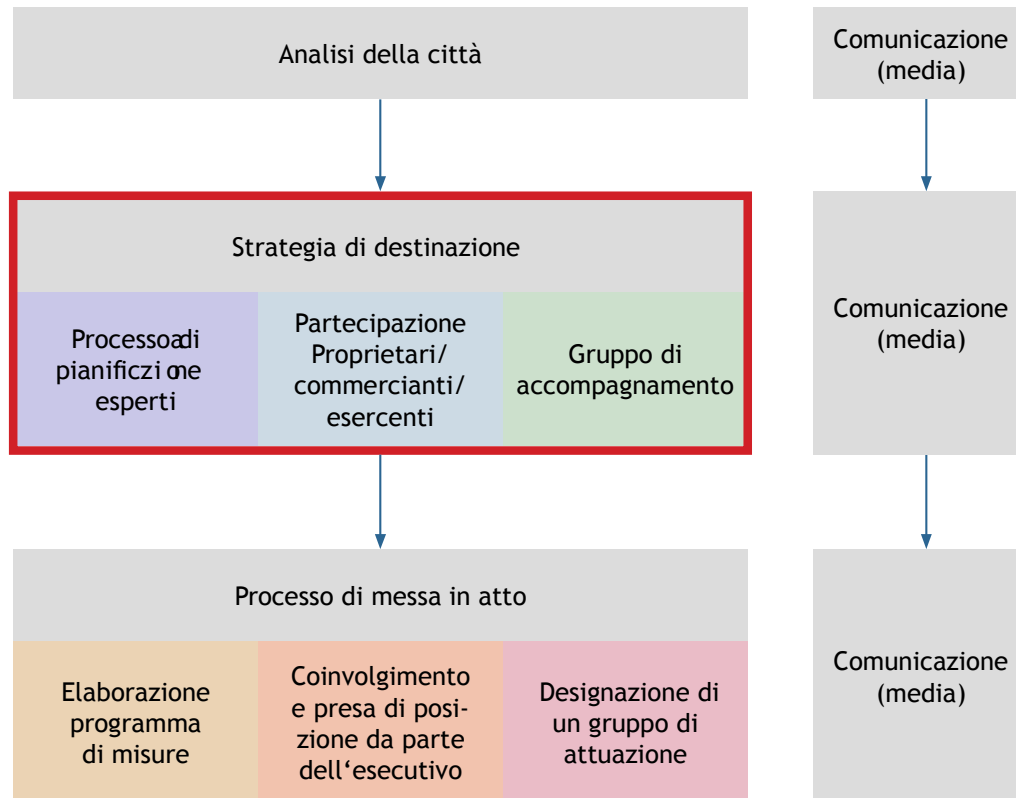 Analisi della città
Comunicazione
(media)
Strategia di destinazione
Processoadi
pianificzi one
esperti
Partecipazione
Proprietari/
commercianti/
esercenti
Gruppo di
accompagnamento
Comunicazione
(media)
Processo di messa in atto
Elaborazione
programma
di misure
Coinvolgimento
e presa di posi-
zione da parte
dell‘esecutivo
Designazione di
un gruppo di
attuazione
Comunicazione
(media)